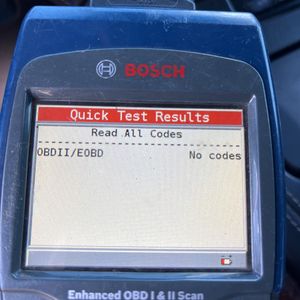 BOSCH
Quick Test Results
Read All Codes
OBDII/EOBD No codes
Enhanced OBD I & II Scan